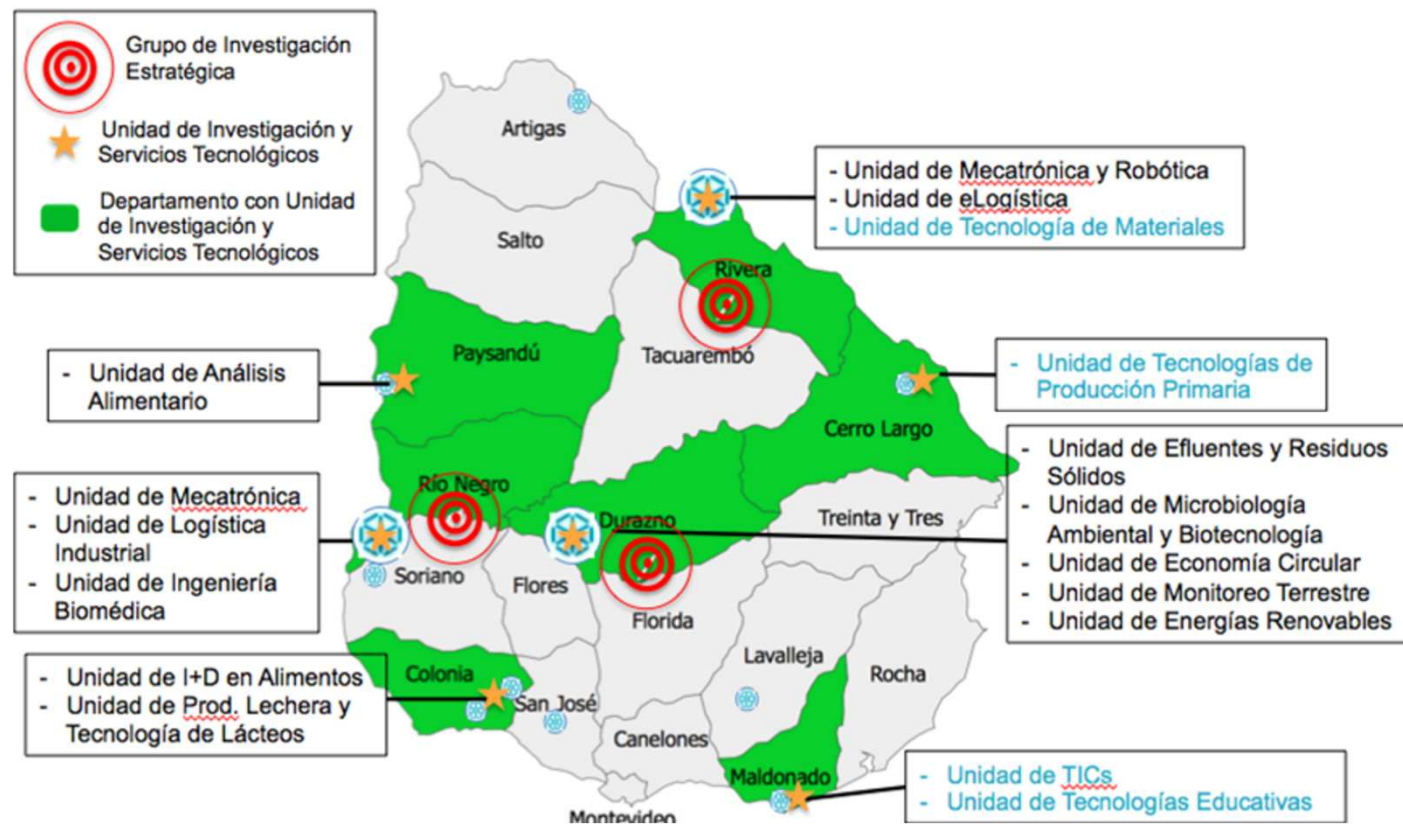 Grupo de Investigación
Estratégica
Unidad de Investigación y
Servicios Tecnológicos
Departamento con Unidad
de Investigación y
Servicios Tecnológicos
Artigas
- Unidad de Mecatrónica y Robótica
- Unidad de eLogística
- Unidad de Tecnología de Materiales
Salto
Rivera
Paysandú
Tacuarembó
- Unidad de Análisis
Alimentario
- Unidad de Tecnologías de
Producción Primaria
Cerro Largo
- Unidad de Efluentes y Residuos
Sólidos
- Unidad de Microbiología
Ambiental y Biotecnología
- Unidad de Economía Circular
- Unidad de Monitoreo Terrestre
- Unidad de Energías Renovables
Río Negro
- Unidad de Mecatrónica
- Unidad de Logística
Industrial
- Unidad de Ingeniería
Biomédica
Durazno
Treinta y Tres
Soriano
Flores
Florida
Lavalleja
Rocha
Colonia
- Unidad de I+D en Alimentos
- Unidad de Prod. Lechera y
Tecnología de Lácteos
San José
Canelones
Maldonado
- Unidad de TICs
- Unidad de Tecnologías Educativas
Montevideo